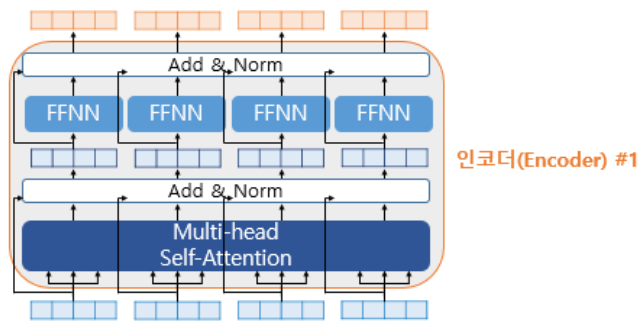 Add & Norm
FFNN FFNN FFNN FFNN
인코더(Encoder) #1
Add & Norm
Multi-head
Self-Attention